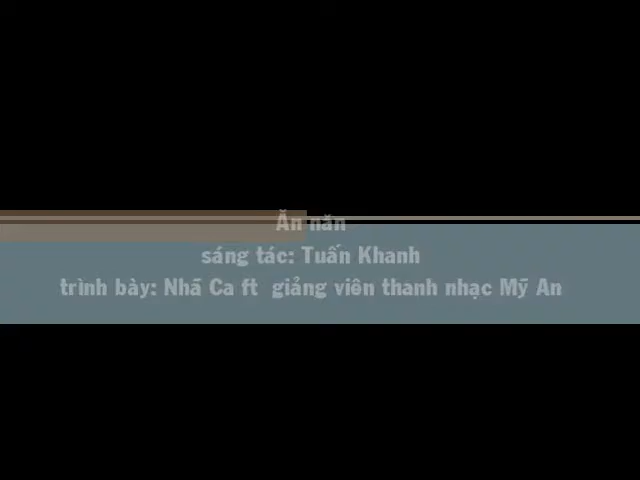 Ăn năn
sáng tác: Tuấn Khanh
trình bày: Nhã Ca ft giảng viên thanh nhạc Mỹ An